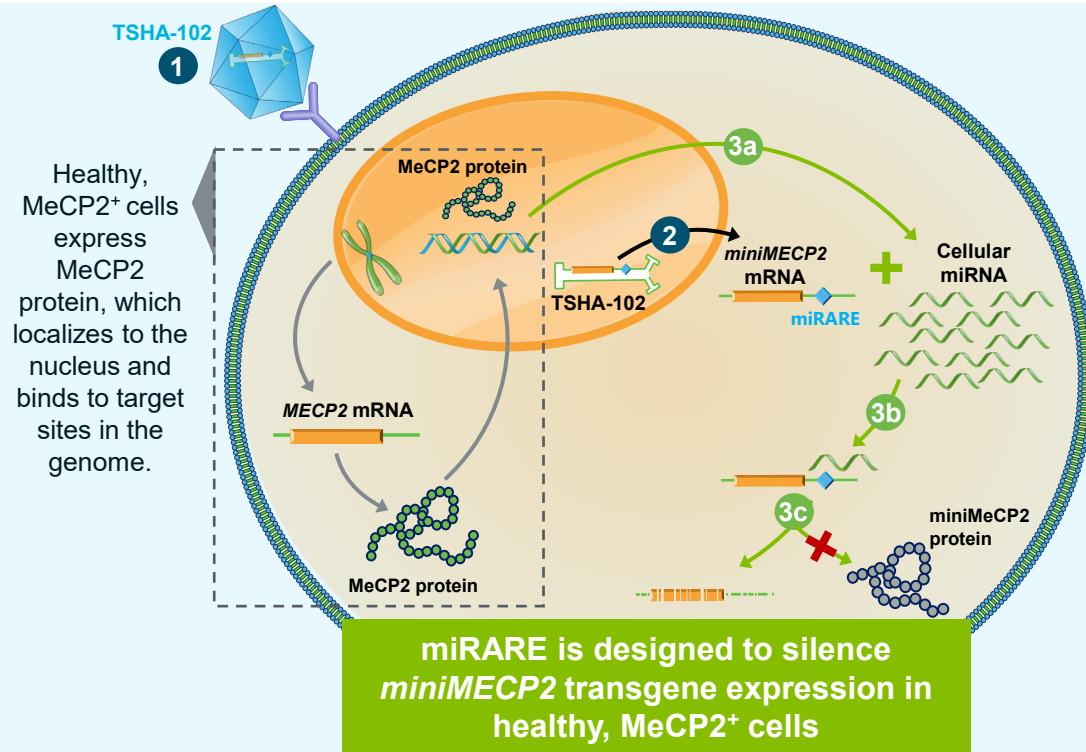 TSHA-102
1
Healthy,
MeCP2⁺ cells
express
MeCP2
protein, which
localizes to the
nucleus and
binds to target
sites in the
genome.
MeCP2 protein
3a
2
TSHA-102
miniMECP2
mRNA
miRARE
Cellular
miRNA
MECP2 mRNA
3b
3c
MeCP2 protein
miniMeCP2
protein
miRARE is designed to silence
miniMECP2 transgene expression in
healthy, MeCP2⁺ cells